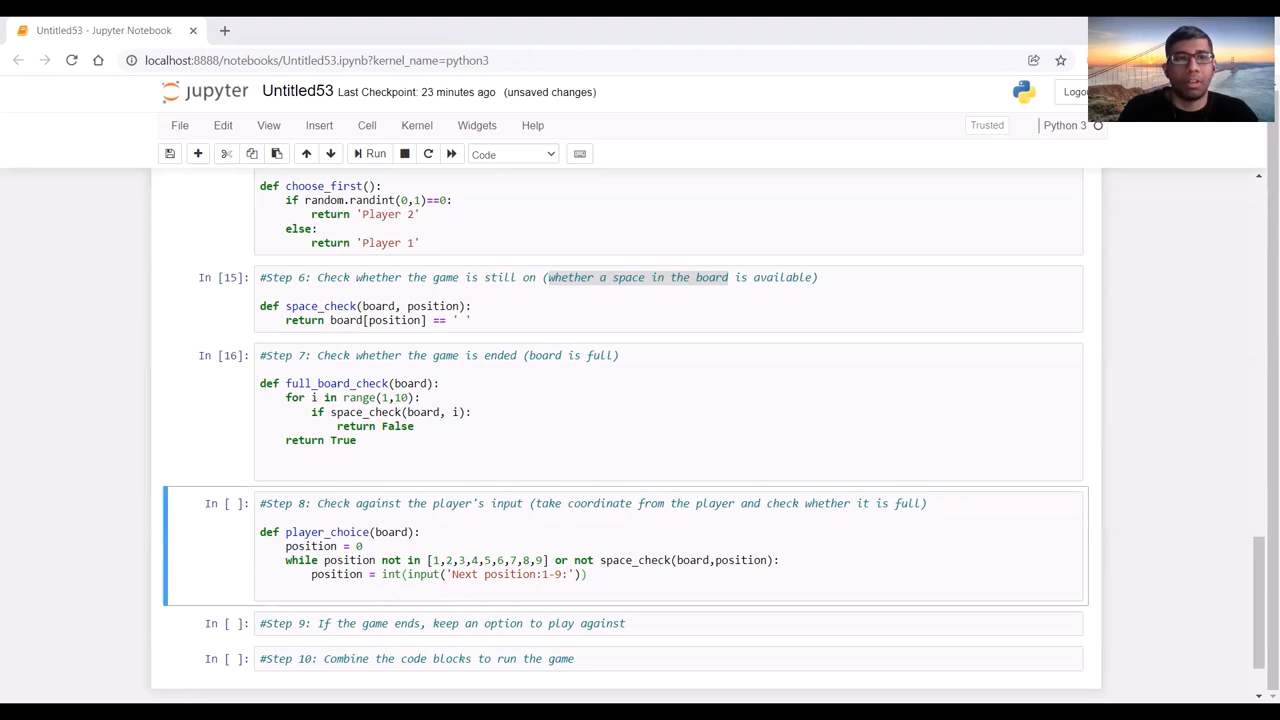 Untitled53 - Jupyter Notebook
localhost:8888/notebooks/Untitled53.ipynb?kernel_name=python3
jupyter Untitled53 Last Checkpoint: 23 minutes ago (unsaved changes)
File Edit View Insert Cell Kernel Widgets Help Trusted Python 3
Run Code
def choose_first():
if random.randint(0,1)==0:
return 'Player 2'
else:
return 'Player 1'
In [15]: #Step 6: Check whether the game is still on (whether a space in the board is available)
def space_check(board, position):
return board[position] == ' '
In [16]: #Step 7: Check whether the game is ended (board is full)
def full_board_check(board):
for i in range(1,10):
if space_check(board, i):
return False
return True
In [ ]: #Step 8: Check against the player's input (take coordinate from the player and check whether it is full)
def player_choice(board):
position = 0
while position not in [1,2,3,4,5,6,7,8,9] or not space_check(board,position):
position = int(input('Next position:1-9:'))
In [ ]: #Step 9: If the game ends, keep an option to play against
In [ ]: #Step 10: Combine the code blocks to run the game